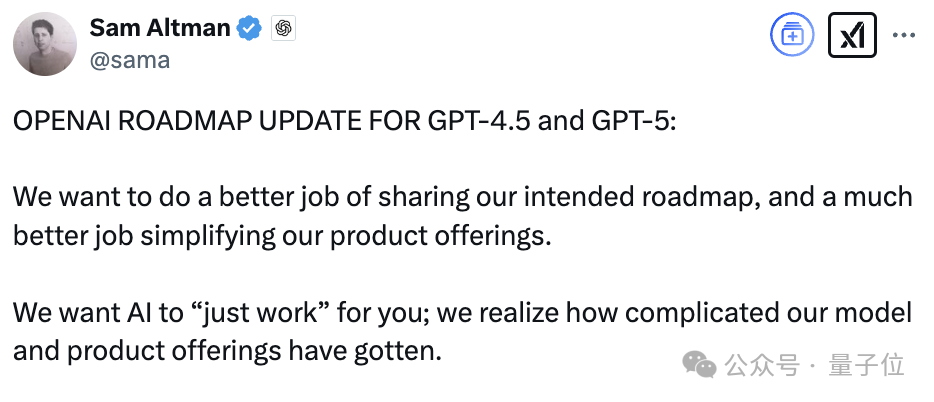 Sam Altman
@sama
OPENAI ROADMAP UPDATE FOR GPT-4.5 and GPT-5:
We want to do a better job of sharing our intended roadmap, and a much
better job simplifying our product offerings.
We want AI to “just work” for you; we realize how complicated our model
and product offerings have gotten.
公众号 · 量子位